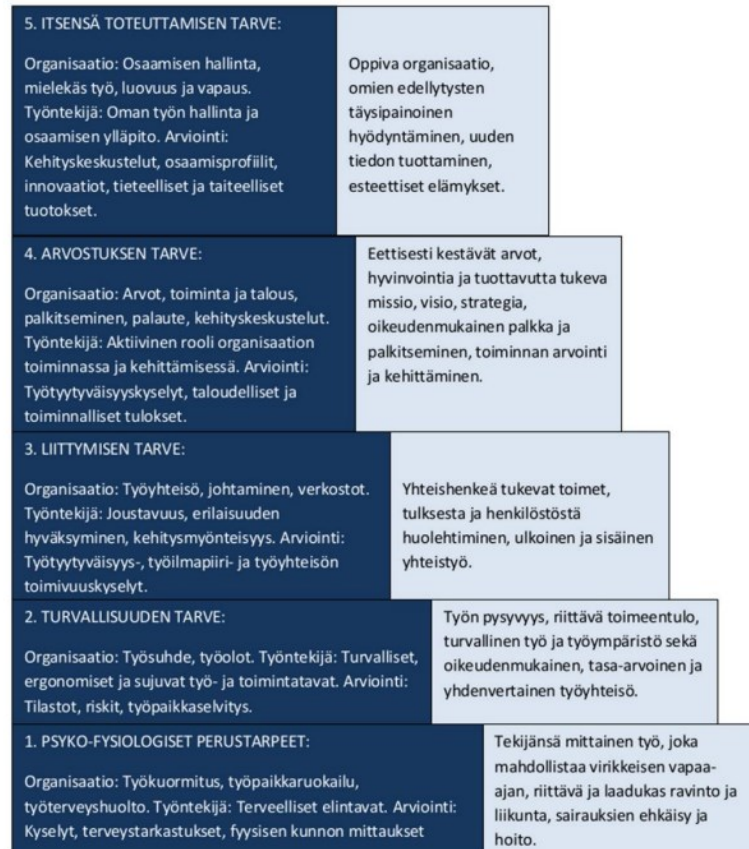 5. ITSENSÄ TOTEUTTAMISEN TARVE:
Organisaatio: Osaamisen hallinta,
mielekäs työ, luovuus ja vapaus.
Työntekijä: Oman työn hallinta ja
osaamisen ylläpito. Arviointi:
Kehityskeskustelut, osaamisprofiilit,
innovaatiot, tieteelliset ja taiteelliset
tuotokset.
Oppiva organisaatio,
omien edellytysten
täysipainoinen
hyödyntäminen, uuden
tiedon tuottaminen,
esteettiset elämykset.
4. ARVOSTUKSEN TARVE:
Organisaatio: Arvot, toiminta ja talous,
palkitseminen, palaute, kehityskeskustelut.
Työntekijä: Aktiivinen rooli organisaation
toiminnassa ja kehittämisessä. Arviointi:
Työtyytyväisyyskyselyt, taloudelliset ja
toiminnalliset tulokset.
Eettisesti kestävät arvot,
hyvinvointia ja tuottavutta tukeva
missio, visio, strategia,
oikeudenmukainen palkka ja
palkitseminen, toiminnan arvointi
ja kehittäminen.
3. LIITTYMISEN TARVE:
Organisaatio: Työyhteisö, johtaminen, verkostot.
Työntekijä: Joustavuus, erilaisuuden
hyväksyminen, kehitysmyönteisyys. Arviointi:
Työtyytyväisyys-, työilmapiiri- ja työyhteisön
toimivuuskyselyt.
Yhteishenkeä tukevat toimet,
tulksesta ja henkilöstöstä
huolehtiminen, ulkoinen ja sisäinen
yhteistyö.
2. TURVALLISUUDEN TARVE:
Organisaatio: Työsuhde, työolot. Työntekijä: Turvalliset,
ergonomiset ja sujuvat työ- ja toimintatavat. Arviointi:
Tilastot, riskit, työpaikkaselvitys.
Työn pysyvyys, riittävä toimeentulo,
turvallinen työ ja työympäristö sekä
oikeudenmukainen, tasa-arvoinen ja
yhdenvertainen työyhteisö.
1. PSYKO-FYSIOLOGISET PERUSTARPEET:
Organisaatio: Työkuormitus, työpaikkaruokailu,
työterveyshuolto. Työntekijä: Terveelliset elintavat. Arviointi:
Kyselyt, terveystarkastukset, fyysisen kunnon mittaukset
Tekijänsä mittainen työ, joka
mahdollistaa virikkeisen vapaa-
ajan, riittävä ja laadukas ravinto ja
liikunta, sairauksien ehkäisy ja
hoito.